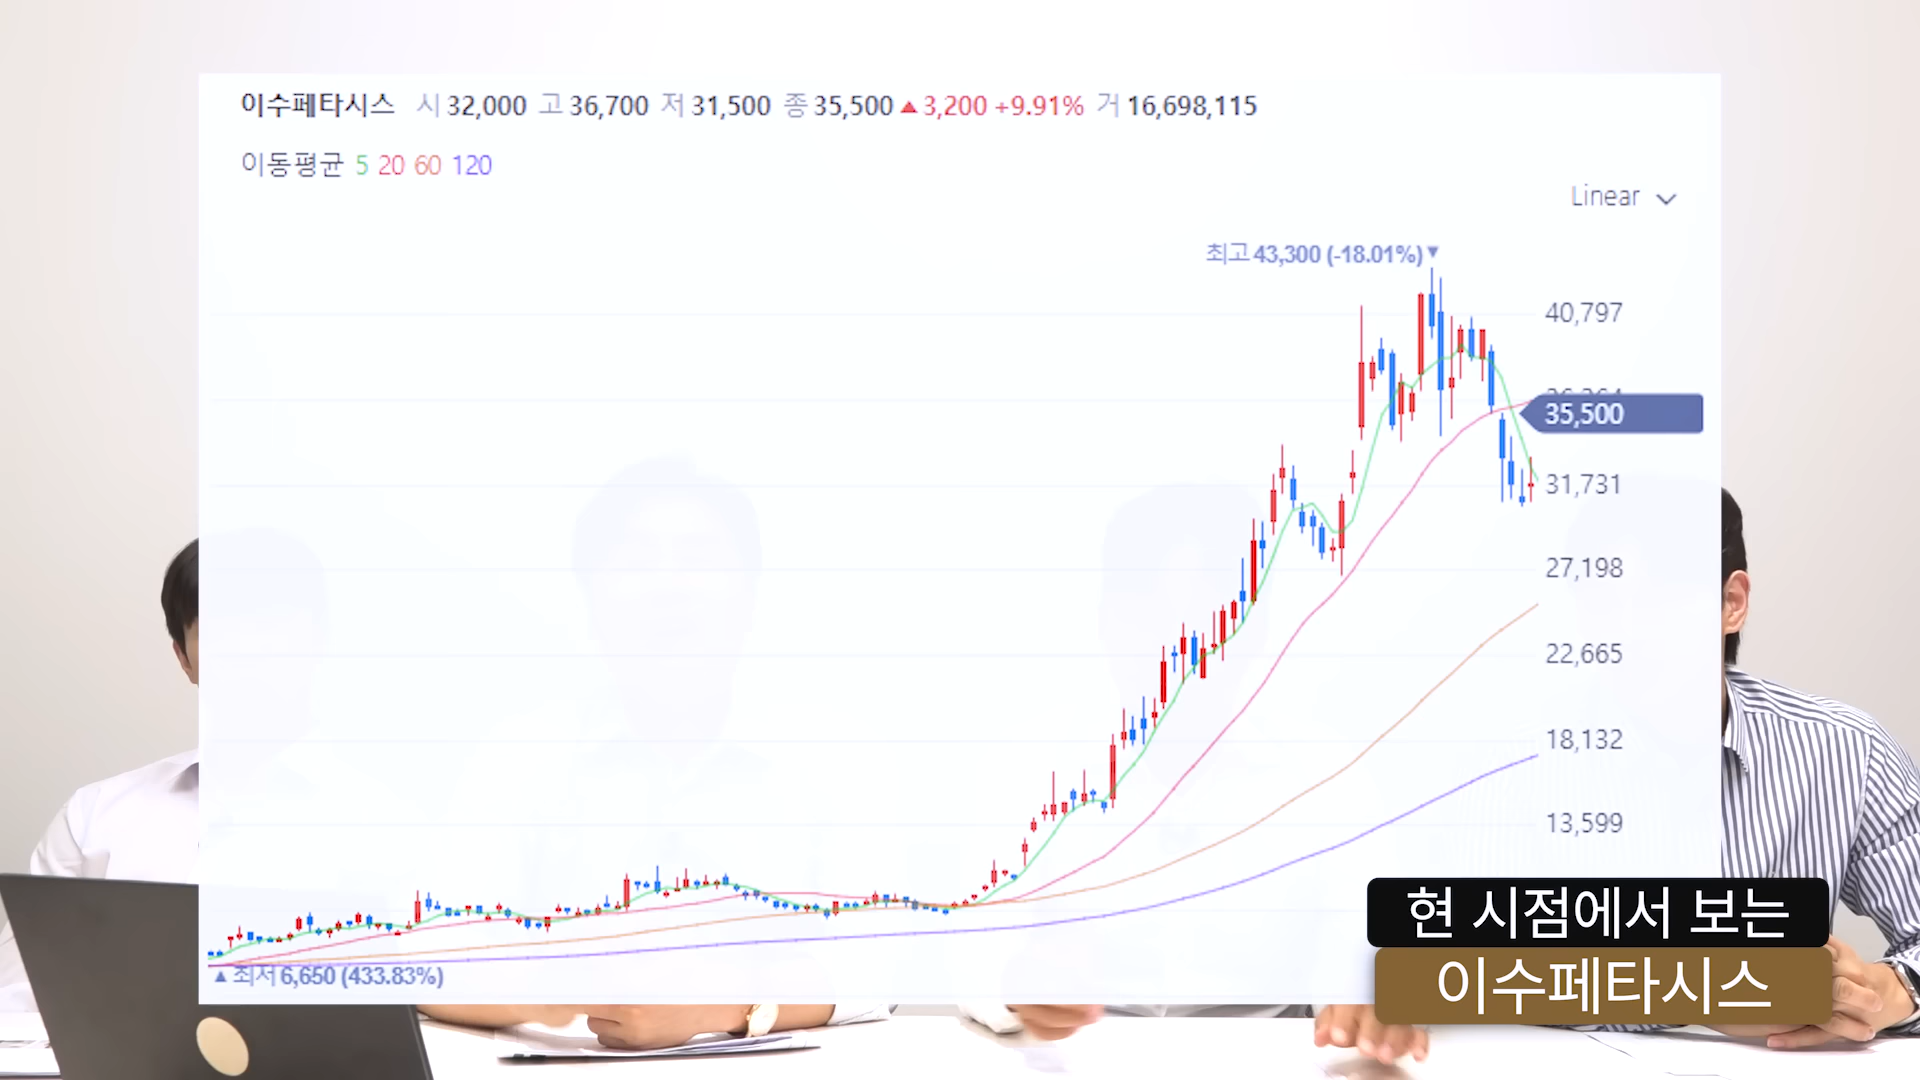 이수페타시스 시 32,000 고 36,700 저 31,500 종 35,500 ▲ 3,200 +9.91% 거 16,698,115
이동평균 5 20 60 120
Linear
최고 43,300 (-18.01%) ▼
40,797
35,500
31,731
27,198
22,665
18,132
13,599
▲ 최저 6,650 (433.83%)
현 시점에서 보는
이수페타시스